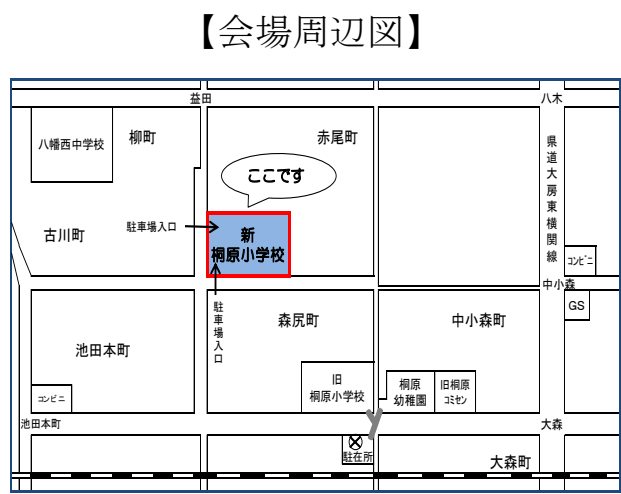 【会場周辺図】
益田
八木
八幡西中学校
柳町
赤尾町
県道大房東横関線
ここです
古川町
駐車場入口
新
桐原小学校
コンビニ
中小森
GS
駐車場入口
森尻町
中小森町
池田本町
旧
桐原小学校
桐原
幼稚園
旧桐原
コミセン
コンビニ
池田本町
大森
駐在所
大森町